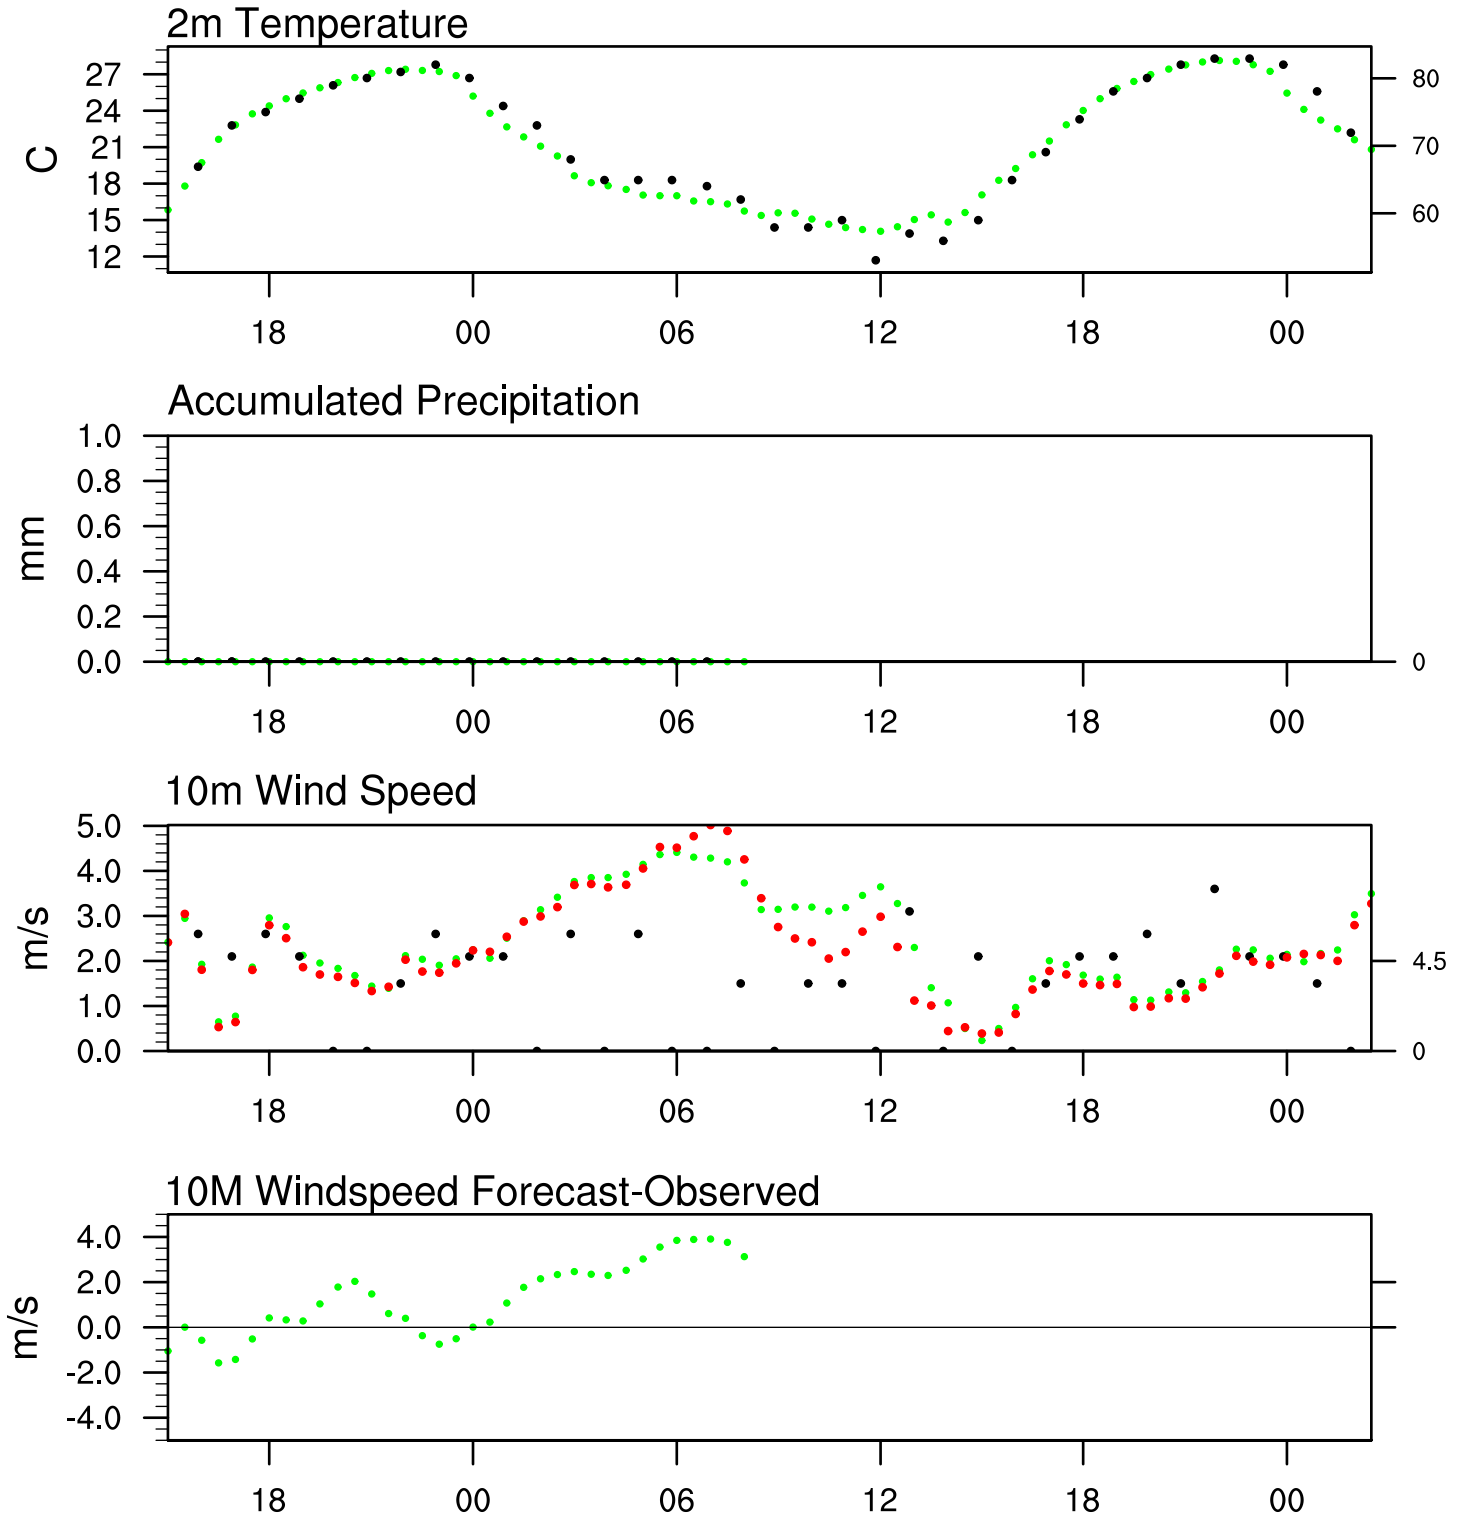 2m Temperature
27
24
21
18
15
12
C
80
70
60
18 00 06 12 18 00
Accumulated Precipitation
1.0
0.8
0.6
0.4
0.2
0.0
mm
0
18 00 06 12 18 00
10m Wind Speed
5.0
4.0
3.0
2.0
1.0
0.0
m/s
4.5
0
18 00 06 12 18 00
10M Windspeed Forecast-Observed
4.0
2.0
0.0
-2.0
-4.0
m/s
18 00 06 12 18 00